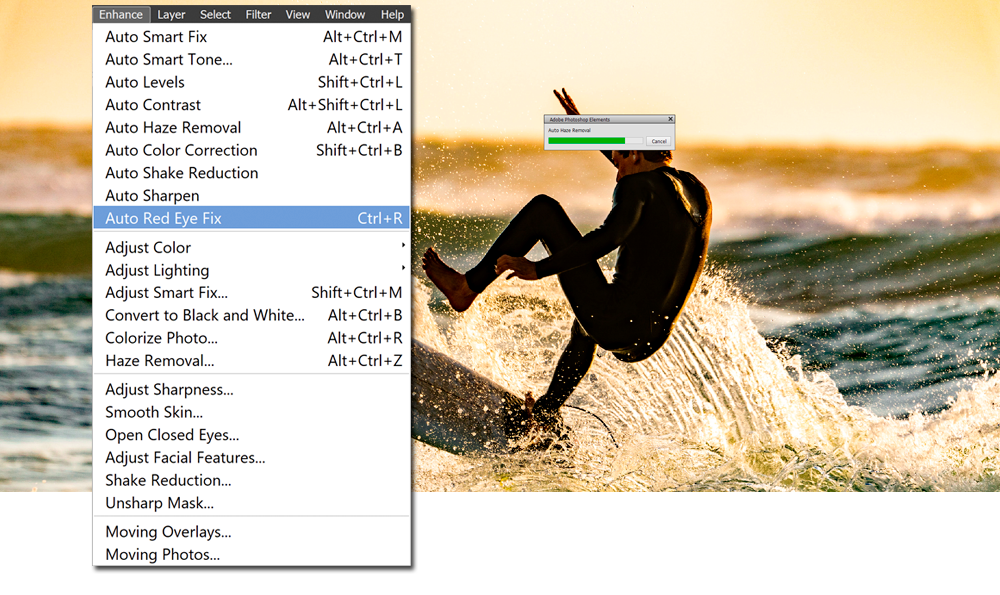 Enhance Layer Select Filter View Window Help
Auto Smart Fix Alt+Ctrl+M
Auto Smart Tone... Alt+Ctrl+T
Auto Levels Shift+Ctrl+L
Auto Contrast Alt+Shift+Ctrl+L
Auto Haze Removal Alt+Ctrl+A
Auto Color Correction Shift+Ctrl+B
Auto Shake Reduction
Auto Sharpen
Auto Red Eye Fix Ctrl+R
Adjust Color
Adjust Lighting
Adjust Smart Fix... Shift+Ctrl+M
Convert to Black and White... Alt+Ctrl+B
Colorize Photo... Alt+Ctrl+R
Haze Removal... Alt+Ctrl+Z
Adjust Sharpness...
Smooth Skin...
Open Closed Eyes...
Adjust Facial Features...
Shake Reduction...
Unsharp Mask...
Moving Overlays...
Moving Photos...
Adobe Photoshop Elements
Auto Haze Removal
Cancel